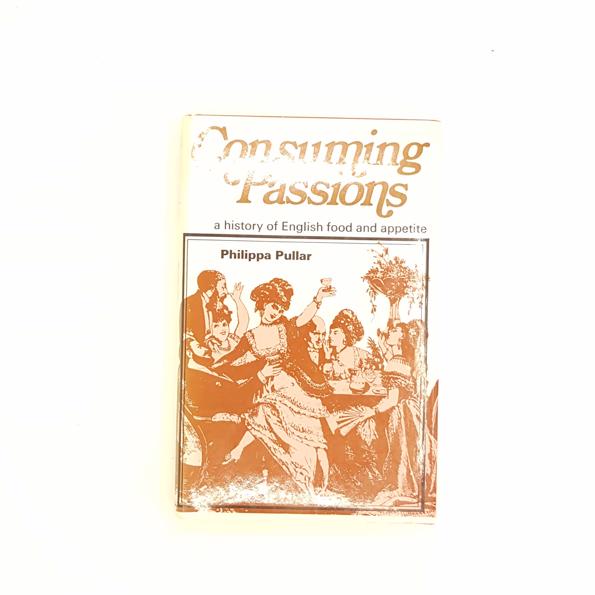 Consuming
Passions
a history of English food and appetite
Philippa Pullar